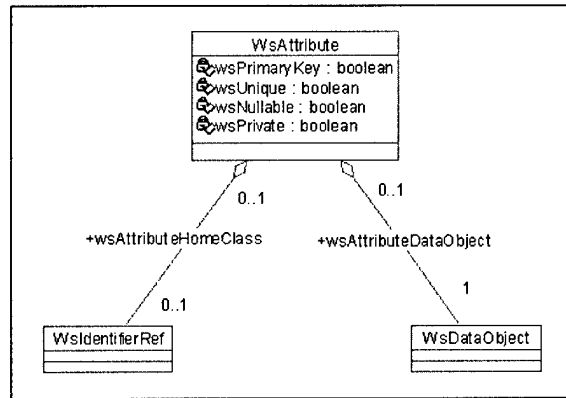 WsAttribute
wsPrimaryKey : boolean
wsUnique : boolean
wsNullable : boolean
wsPrivate : boolean
0..1
0..1
+wsAttributeHomeClass
+wsAttributeDataObject
0..1
1
WsIdentifierRef
WsDataObject